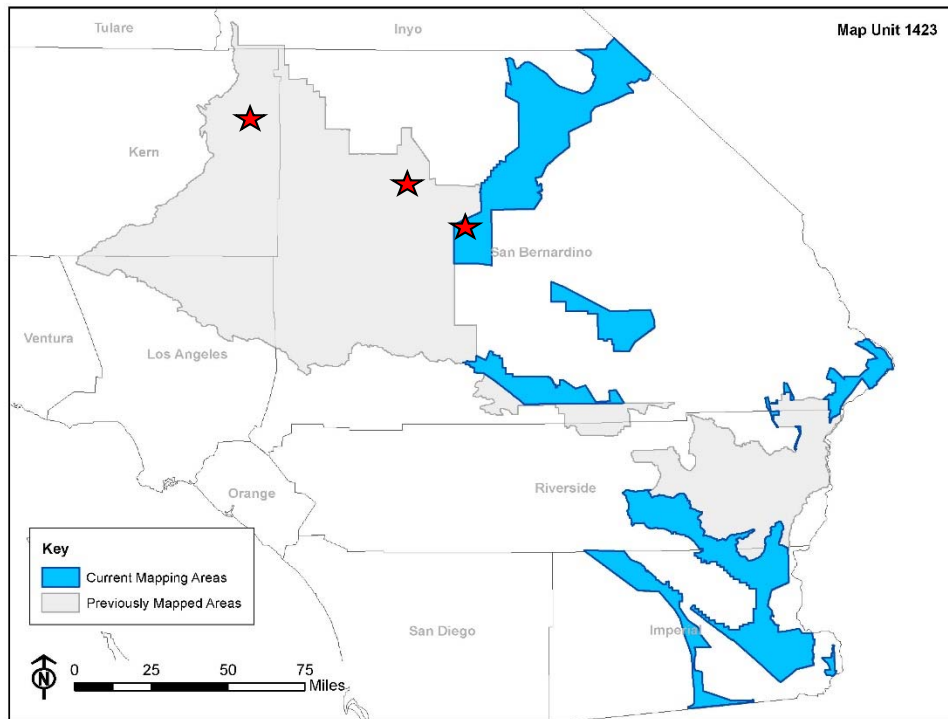 Tulare
Inyo
Map Unit 1423
Kern
San Bernardino
Ventura
Los Angeles
Orange
Riverside
Key
Current Mapping Areas
Previously Mapped Areas
San Diego
Imperial
N
0 25 50 75
Miles